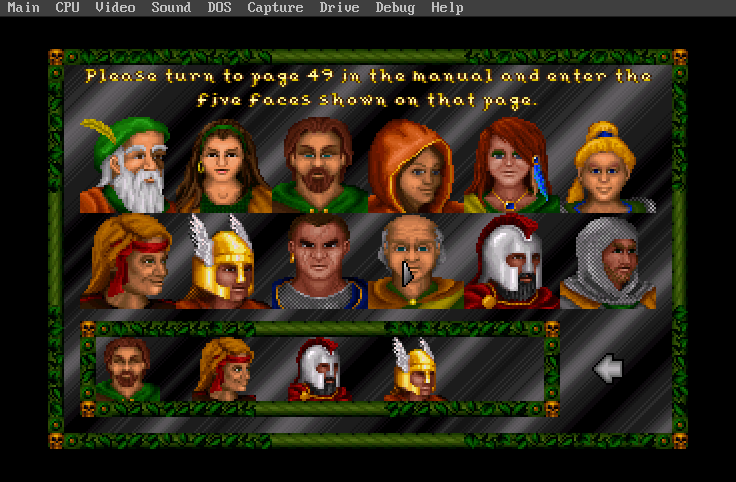 Main CPU Video Sound DOS Capture Drive Debug Help
Please turn to page 49 in the manual and enter the
five faces shown on that page.